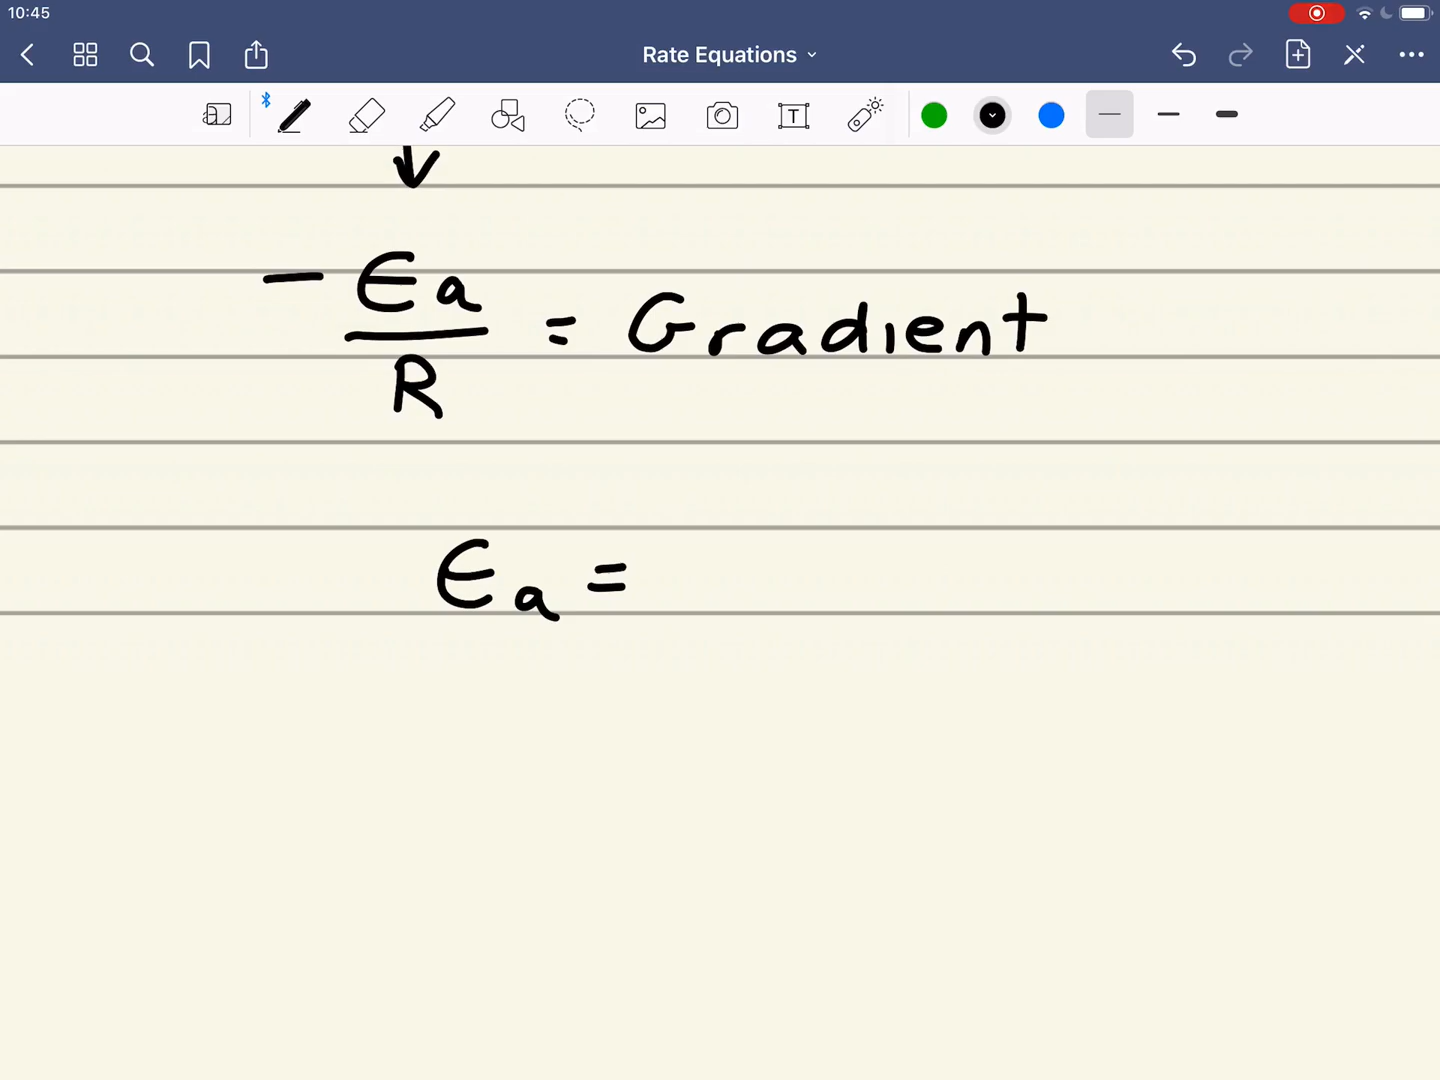 10:45
Rate Equations
T
- Ea
= Gradient
R
Ea =